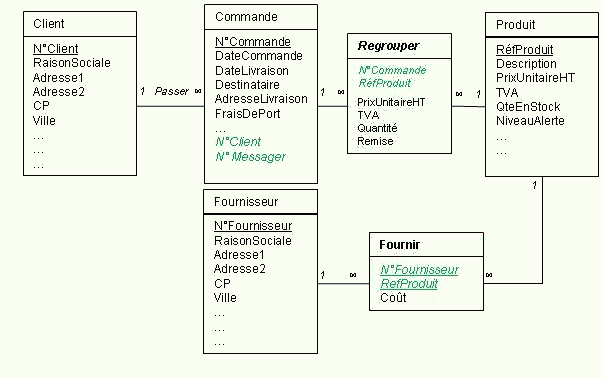 Client
N°Client
RaisonSociale
Adresse1
Adresse2
CP
Ville
...
...
...
1 Passer ∞
Commande
N°Commande
DateCommande
DateLivraison
Destinataire
AdresseLivraison
FraisDePort
...
N°Client
N° Messager
1 ∞
Regrouper
N°Commande
RéfProduit
PrixUnitaireHT
TVA
Quantité
Remise
∞ 1
Produit
RéfProduit
Description
PrixUnitaireHT
TVA
QteEnStock
NiveauAlerte
...
...
1
Fournisseur
N°Fournisseur
RaisonSociale
Adresse1
Adresse2
CP
Ville
...
...
...
1 ∞
Fournir
N°Fournisseur
RefProduit
Coût
∞